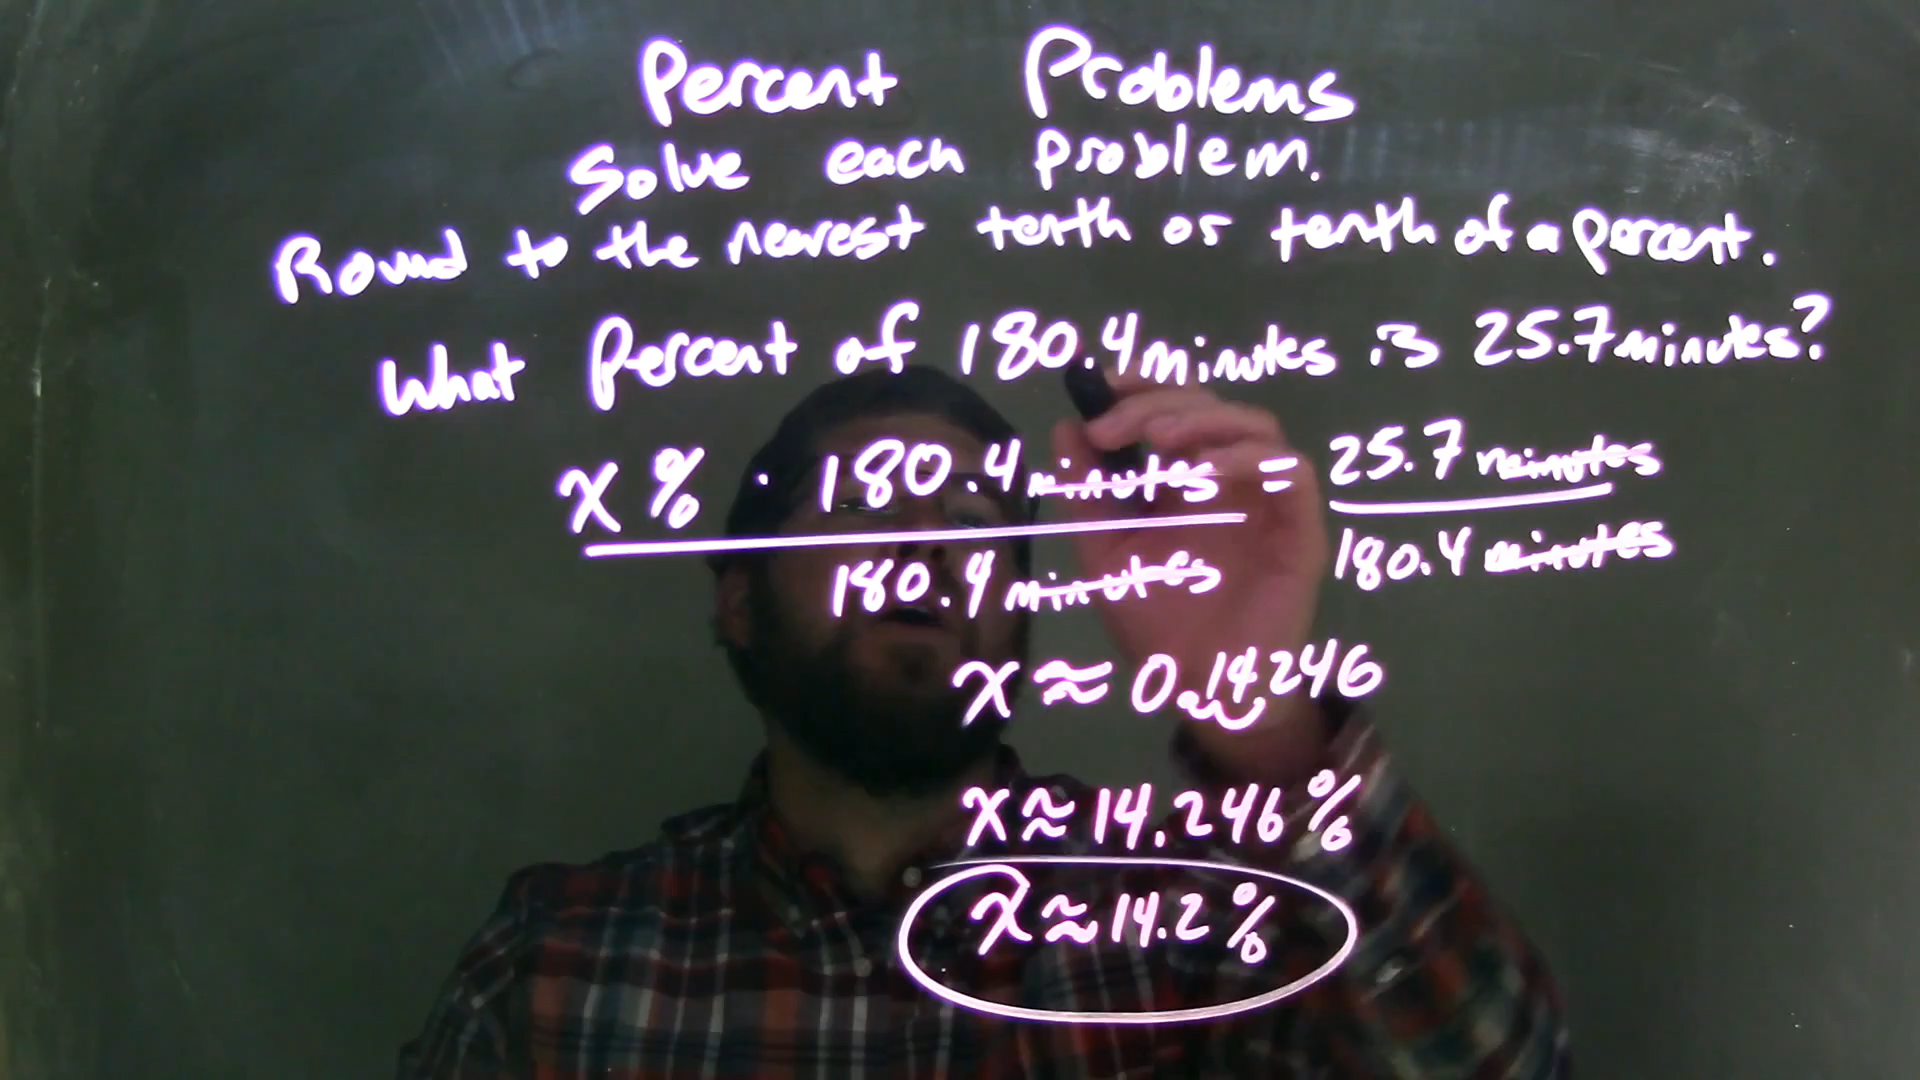 Percent Problems
Solve each problem.
Round to the nearest tenth or tenth of a percent.
What Percent of 180.4 minutes is 25.7 minutes?
x % · 180.4 minutes = 25.7 minutes
180.4 minutes 180.4 minutes
x ≈ 0.14246
x ≈ 14.246 %
x ≈ 14.2 %